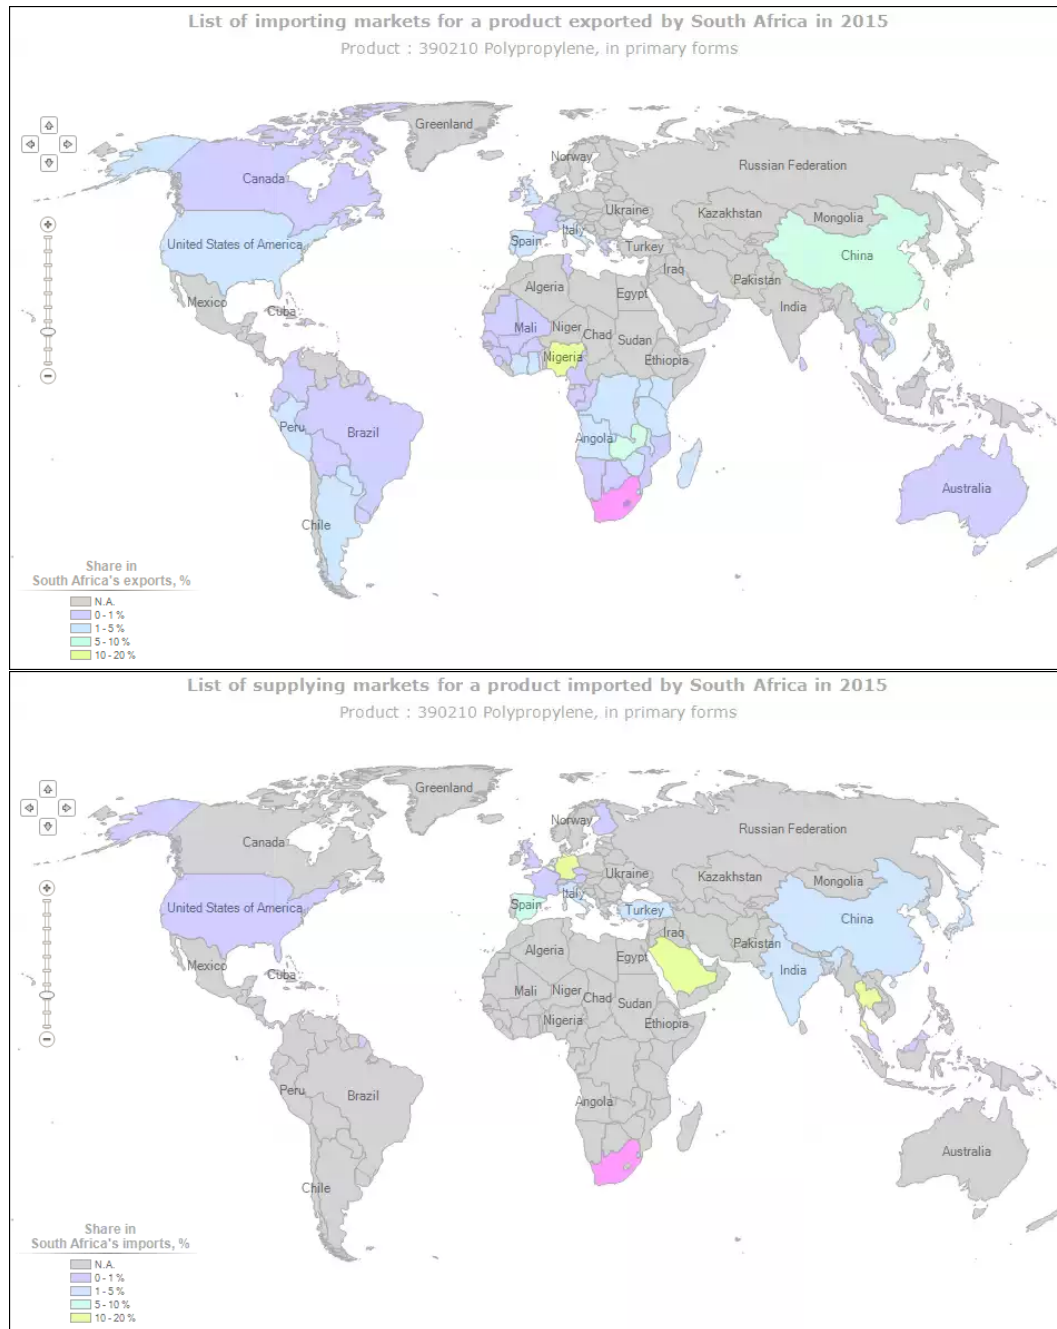 List of importing markets for a product exported by South Africa in 2015
Product : 390210 Polypropylene, in primary forms
Greenland
Norway
Russian Federation
Canada
Ukraine
Kazakhstan
Mongolia
United States of America
Spain
Italy
Turkey
China
Iraq
Pakistan
Algeria
Egypt
India
Mexico
Cuba
Mali
Niger
Chad
Sudan
Nigeria
Ethiopia
Peru
Brazil
Angola
Australia
Chile
Share in
South Africa's exports, %
N.A.
0 - 1 %
1 - 5 %
5 - 10 %
10 - 20 %
List of supplying markets for a product imported by South Africa in 2015
Product : 390210 Polypropylene, in primary forms
Greenland
Norway
Russian Federation
Canada
Ukraine
Kazakhstan
Mongolia
United States of America
Spain
Italy
Turkey
China
Iraq
Pakistan
Algeria
Egypt
India
Mexico
Cuba
Mali
Niger
Chad
Sudan
Nigeria
Ethiopia
Peru
Brazil
Angola
Australia
Chile
Share in
South Africa's imports, %
N.A.
0 - 1 %
1 - 5 %
5 - 10 %
10 - 20 %